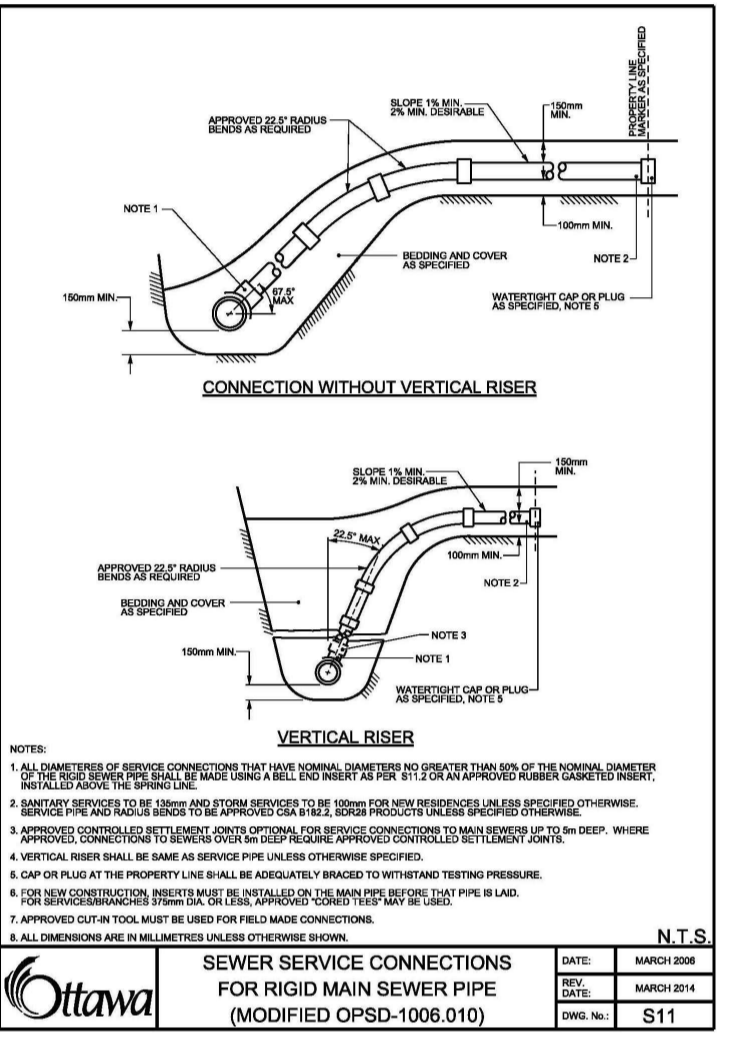 PROPERTY LINE
MARKER AS SPECIFIED
SLOPE 1% MIN.
2% MIN. DESIRABLE
150mm
MIN.
APPROVED 22.5° RADIUS
BENDS AS REQUIRED
NOTE 1
100mm MIN.
BEDDING AND COVER
AS SPECIFIED
NOTE 2
67.5°
MAX
150mm MIN.
WATERTIGHT CAP OR PLUG
AS SPECIFIED, NOTE 5
CONNECTION WITHOUT VERTICAL RISER
SLOPE 1% MIN.
2% MIN. DESIRABLE
150mm
MIN.
22.5° MAX
100mm MIN.
APPROVED 22.5° RADIUS
BENDS AS REQUIRED
NOTE 2
BEDDING AND COVER
AS SPECIFIED
NOTE 3
150mm MIN.
NOTE 1
WATERTIGHT CAP OR PLUG
AS SPECIFIED, NOTE 5
VERTICAL RISER
NOTES:
1. ALL DIAMETERES OF SERVICE CONNECTIONS THAT HAVE NOMINAL DIAMETERS NO GREATER THAN 50% OF THE NOMINAL DIAMETER
OF THE RIGID SEWER PIPE SHALL BE MADE USING A BELL END INSERT AS PER S11.2 OR AN APPROVED RUBBER GASKETED INSERT,
INSTALLED ABOVE THE SPRING LINE.
2. SANITARY SERVICES TO BE 135mm AND STORM SERVICES TO BE 100mm FOR NEW RESIDENCES UNLESS SPECIFIED OTHERWISE.
SERVICE PIPE AND RADIUS BENDS TO BE APPROVED CSA B182.2, SDR28 PRODUCTS UNLESS SPECIFIED OTHERWISE.
3. APPROVED CONTROLLED SETTLEMENT JOINTS OPTIONAL FOR SERVICE CONNECTIONS TO MAIN SEWERS UP TO 5m DEEP. WHERE
APPROVED, CONNECTIONS TO SEWERS OVER 5m DEEP REQUIRE APPROVED CONTROLLED SETTLEMENT JOINTS.
4. VERTICAL RISER SHALL BE SAME AS SERVICE PIPE UNLESS OTHERWISE SPECIFIED.
5. CAP OR PLUG AT THE PROPERTY LINE SHALL BE ADEQUATELY BRACED TO WITHSTAND TESTING PRESSURE.
6. FOR NEW CONSTRUCTION, INSERTS MUST BE INSTALLED ON THE MAIN PIPE BEFORE THAT PIPE IS LAID.
FOR SERVICES/BRANCHES 375mm DIA. OR LESS, APPROVED "CORED TEES" MAY BE USED.
7. APPROVED CUT-IN TOOL MUST BE USED FOR FIELD MADE CONNECTIONS.
8. ALL DIMENSIONS ARE IN MILLIMETRES UNLESS OTHERWISE SHOWN.
N.T.S.
Ottawa
SEWER SERVICE CONNECTIONS
FOR RIGID MAIN SEWER PIPE
(MODIFIED OPSD-1006.010)
DATE: MARCH 2006
REV.
DATE: MARCH 2014
DWG. No.: S11